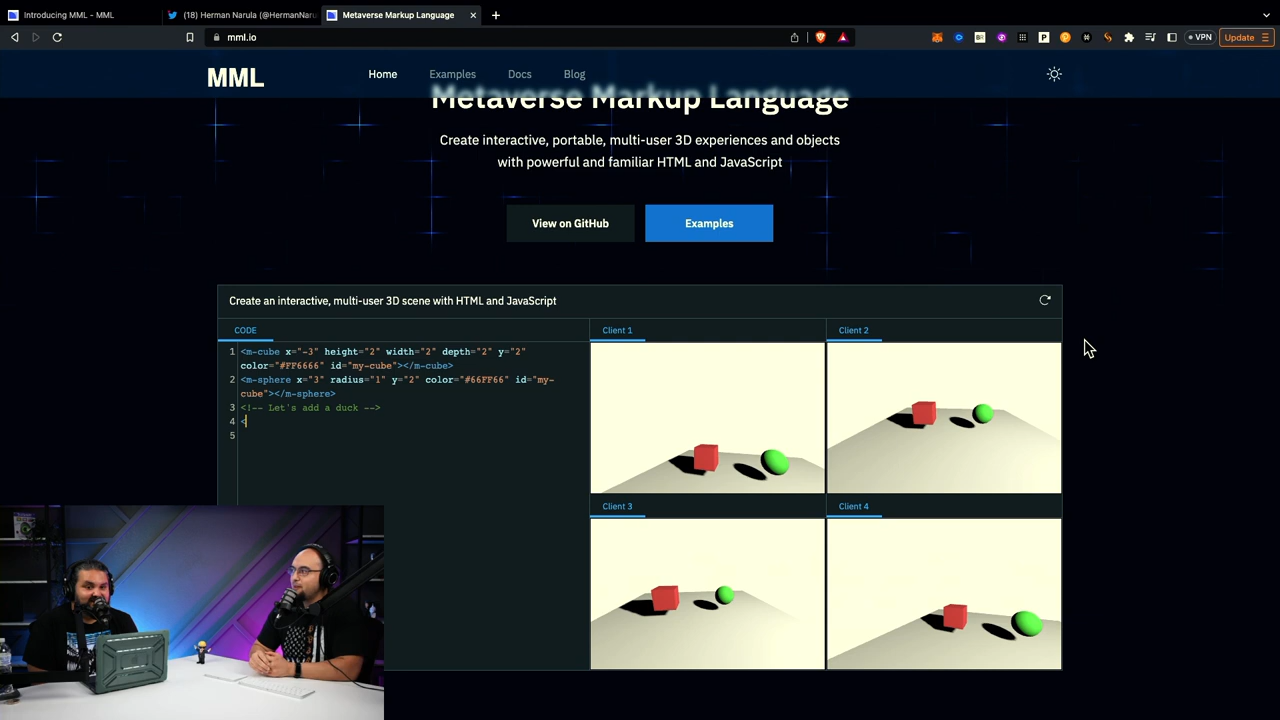 Introducing MML - MML
(18) Herman Narula (@HermanNaru
Metaverse Markup Language
mml.io
VPN
Update
MML
Home
Examples
Docs
Blog
Metaverse Markup Language
Create interactive, portable, multi-user 3D experiences and objects
with powerful and familiar HTML and JavaScript
View on GitHub
Examples
Create an interactive, multi-user 3D scene with HTML and JavaScript
CODE
1 <m-cube x="-3" height="2" width="2" depth="2" y="2"
color="#FF6666" id="my-cube"></m-cube>
2 <m-sphere x="3" radius="1" y="2" color="#66FF66" id="my-
cube"></m-sphere>
3 <!-- Let's add a duck -->
4 <
5
Client 1
Client 2
Client 3
Client 4